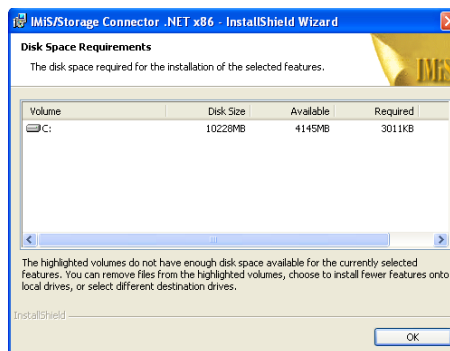 IMiS/Storage Connector .NET x86 - InstallShield Wizard
Disk Space Requirements
The disk space required for the installation of the selected features.
IMiS
Volume Disk Size Available Required
C: 10228MB 4145MB 3011KB
The highlighted volumes do not have enough disk space available for the currently selected
features. You can remove files from the highlighted volumes, choose to install fewer features onto
local drives, or select different destination drives.
InstallShield
OK